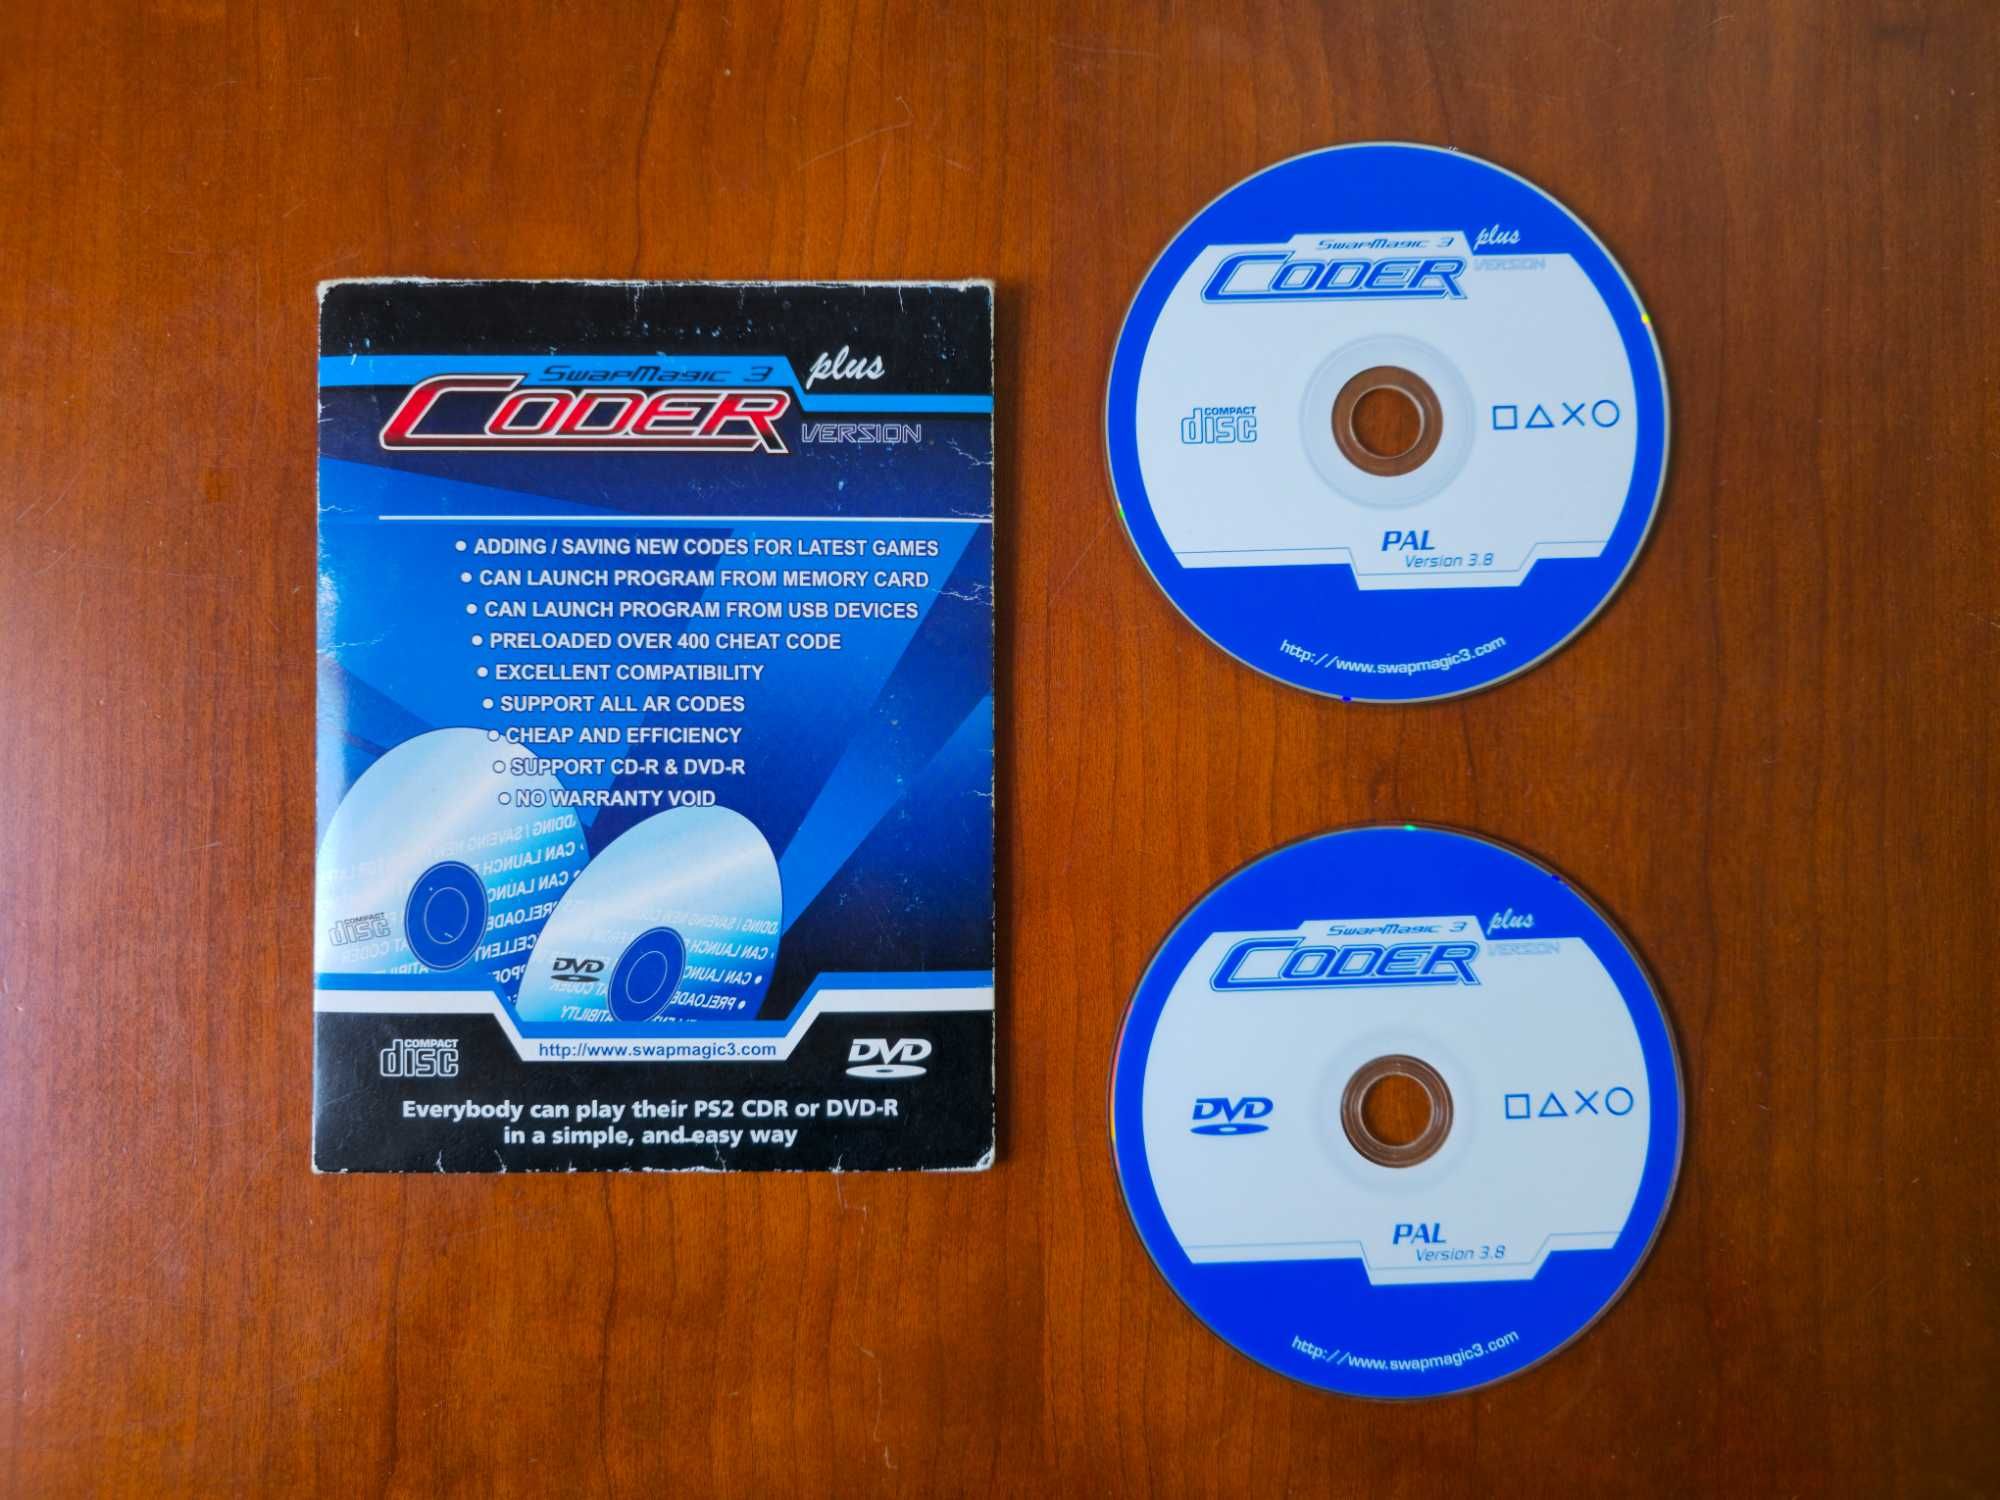 SwapMagic 3 plus
CODER VERSION
• ADDING / SAVING NEW CODES FOR LATEST GAMES
• CAN LAUNCH PROGRAM FROM MEMORY CARD
• CAN LAUNCH PROGRAM FROM USB DEVICES
• PRELOADED OVER 400 CHEAT CODE
• EXCELLENT COMPATIBILITY
• SUPPORT ALL AR CODES
• CHEAP AND EFFICIENCY
• SUPPORT CD-R & DVD-R
• NO WARRANTY VOID
COMPACT
disc
DVD
http://www.swapmagic3.com
COMPACT
disc
DVD
Everybody can play their PS2 CDR or DVD-R
in a simple, and easy way
SwapMagic 3 plus
CODER VERSION
COMPACT
disc
□△×○
PAL
Version 3.8
http://www.swapmagic3.com
SwapMagic 3 plus
CODER VERSION
DVD
□△×○
PAL
Version 3.8
http://www.swapmagic3.com